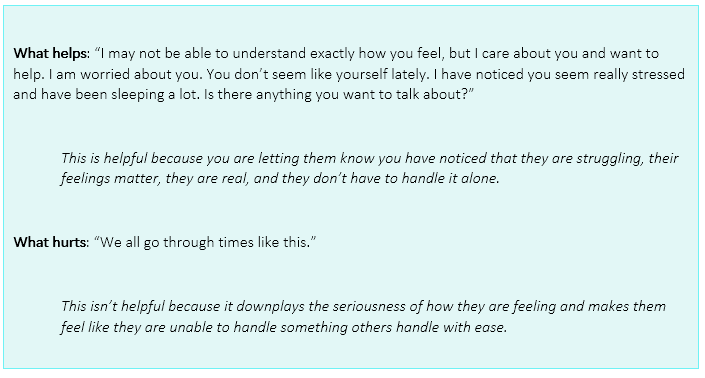 What helps: “I may not be able to understand exactly how you feel, but I care about you and want to
help. I am worried about you. You don’t seem like yourself lately. I have noticed you seem really stressed
and have been sleeping a lot. Is there anything you want to talk about?”
This is helpful because you are letting them know you have noticed that they are struggling, their
feelings matter, they are real, and they don’t have to handle it alone.
What hurts: “We all go through times like this.”
This isn’t helpful because it downplays the seriousness of how they are feeling and makes them
feel like they are unable to handle something others handle with ease.